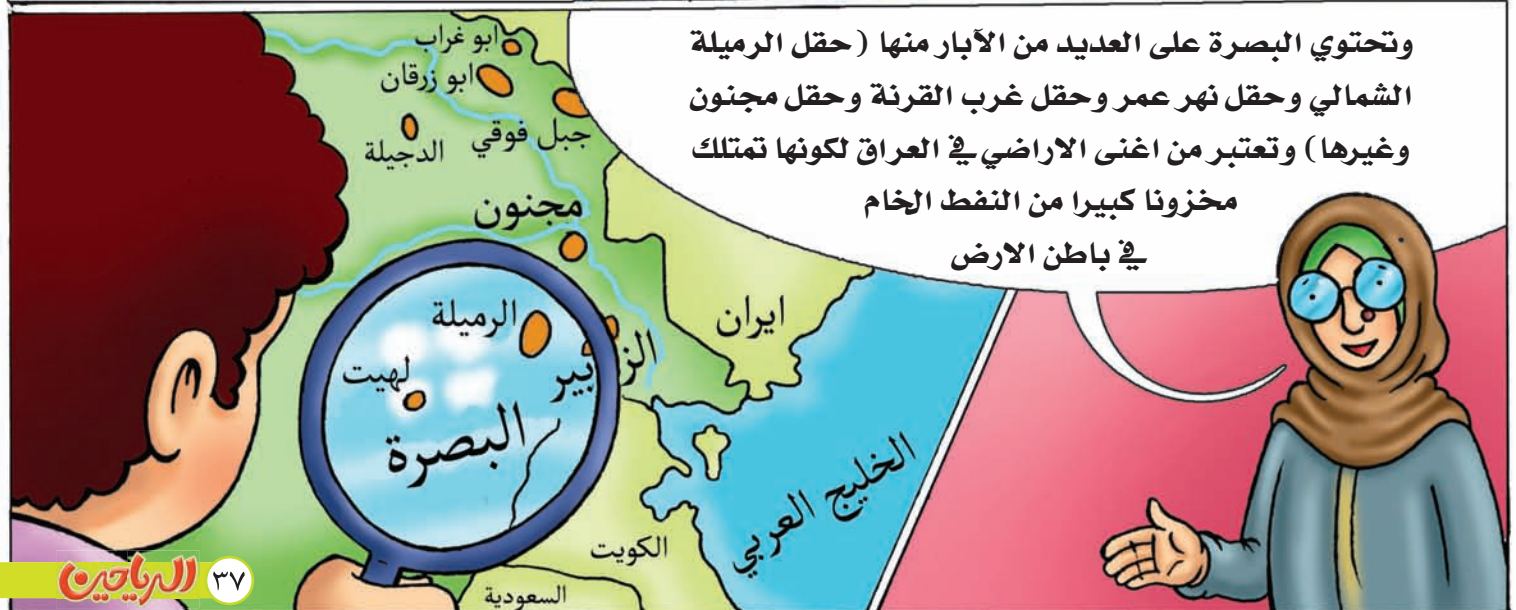 وتحتوي البصرة على العديد من الآبار منها (حقل الرميلة
الشمالي وحقل نهر عمر وحقل غرب القرنة وحقل مجنون
وغيرها) وتعتبر من اغنى الاراضي في العراق لكونها تمتلك
مخزونا كبيرا من النفط الخام
في باطن الارض
ابو غراب
ابو زرقان
جبل فوقي
الدجيلة
مجنون
ايران
الرميلة
الزبير
لهيت
البصرة
الخليج العربي
الكويت
السعودية
٣٧ الرياحين